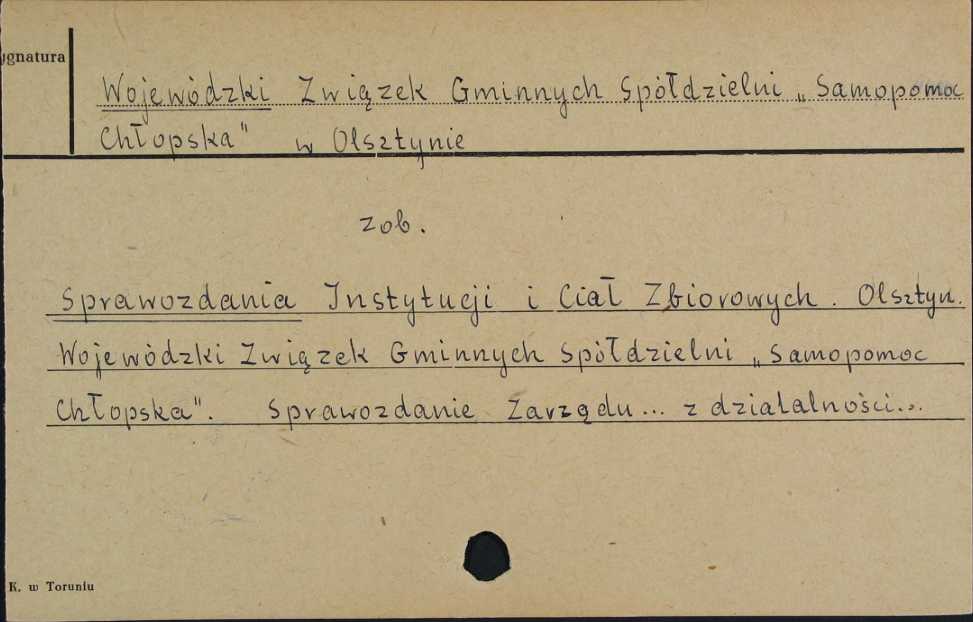 ygnatura
Wojewódzki Związek Gminnych Spółdzielni „Samopomoc
Chłopska" w Olsztynie
zob.
Sprawozdania Instytucji i Ciał Zbiorowych. Olsztyn.
Wojewódzki Związek Gminnych Spółdzielni „Samopomoc
Chłopska". Sprawozdanie Zarządu... z działalności...
K. w Toruniu